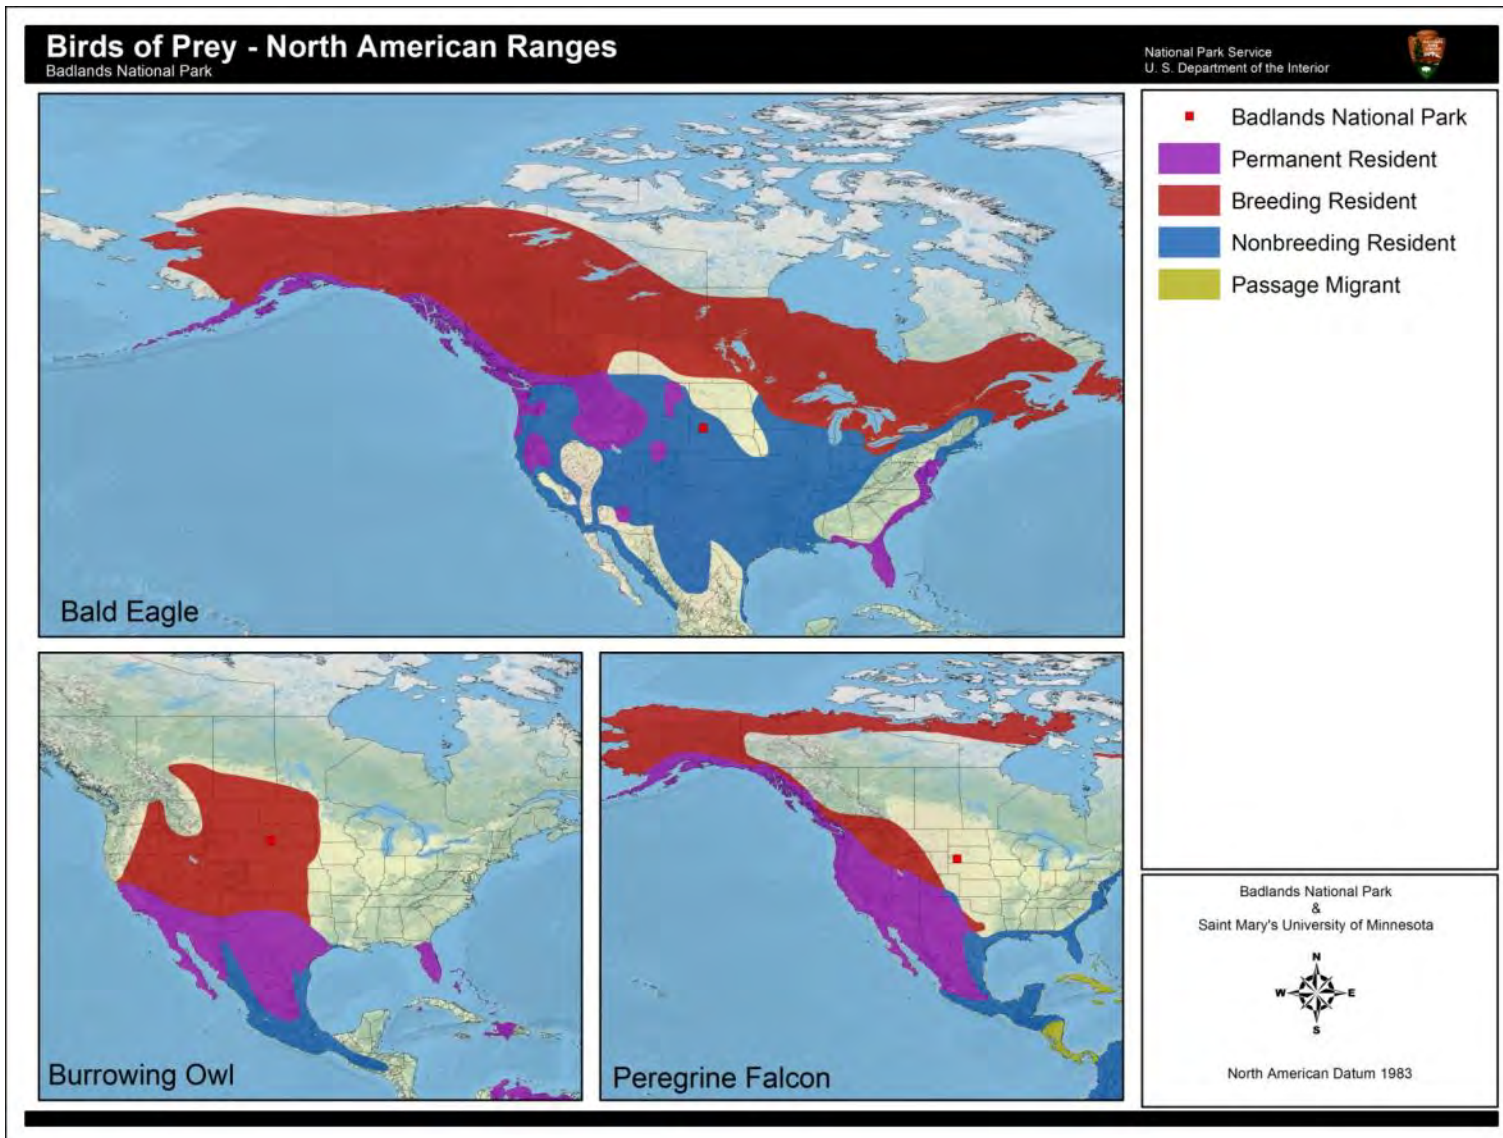 Birds of Prey - North American Ranges
Badlands National Park
National Park Service
U. S. Department of the Interior
Bald Eagle
Burrowing Owl
Peregrine Falcon
Badlands National Park
Permanent Resident
Breeding Resident
Nonbreeding Resident
Passage Migrant
Badlands National Park
&
Saint Mary's University of Minnesota
N
W E
S
North American Datum 1983